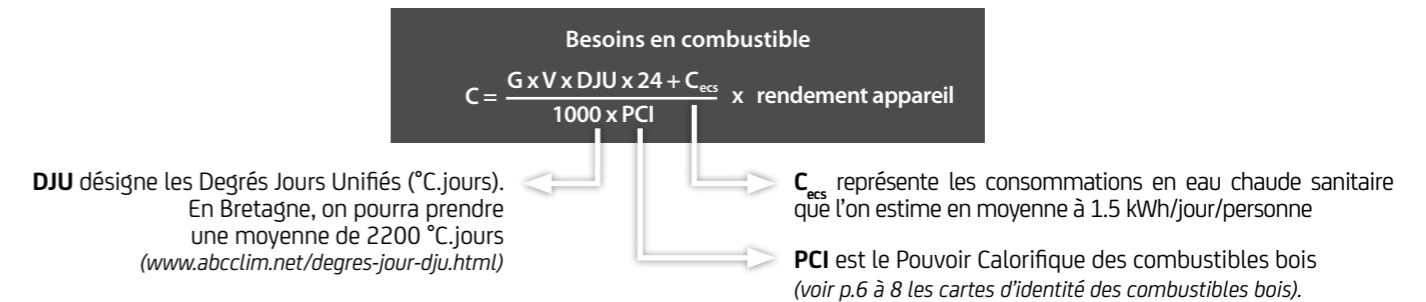 Besoins en combustible
C = G x V x DJU x 24 + Cecs / 1000 x PCI x rendement appareil
DJU désigne les Degrés Jours Unifiés (°C.jours).
En Bretagne, on pourra prendre
une moyenne de 2200 °C.jours
(www.abcclim.net/degres-jour-dju.html)
Cecs représente les consommations en eau chaude sanitaire
que l'on estime en moyenne à 1.5 kWh/jour/personne
PCI est le Pouvoir Calorifique des combustibles bois
(voir p.6 à 8 les cartes d'identité des combustibles bois).